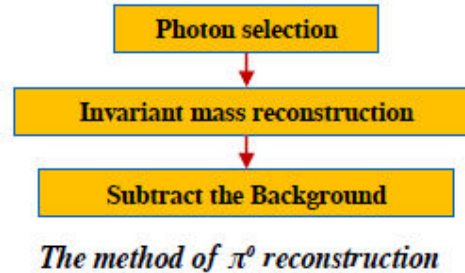 Photon selection
Invariant mass reconstruction
Subtract the Background
The method of π⁰ reconstruction